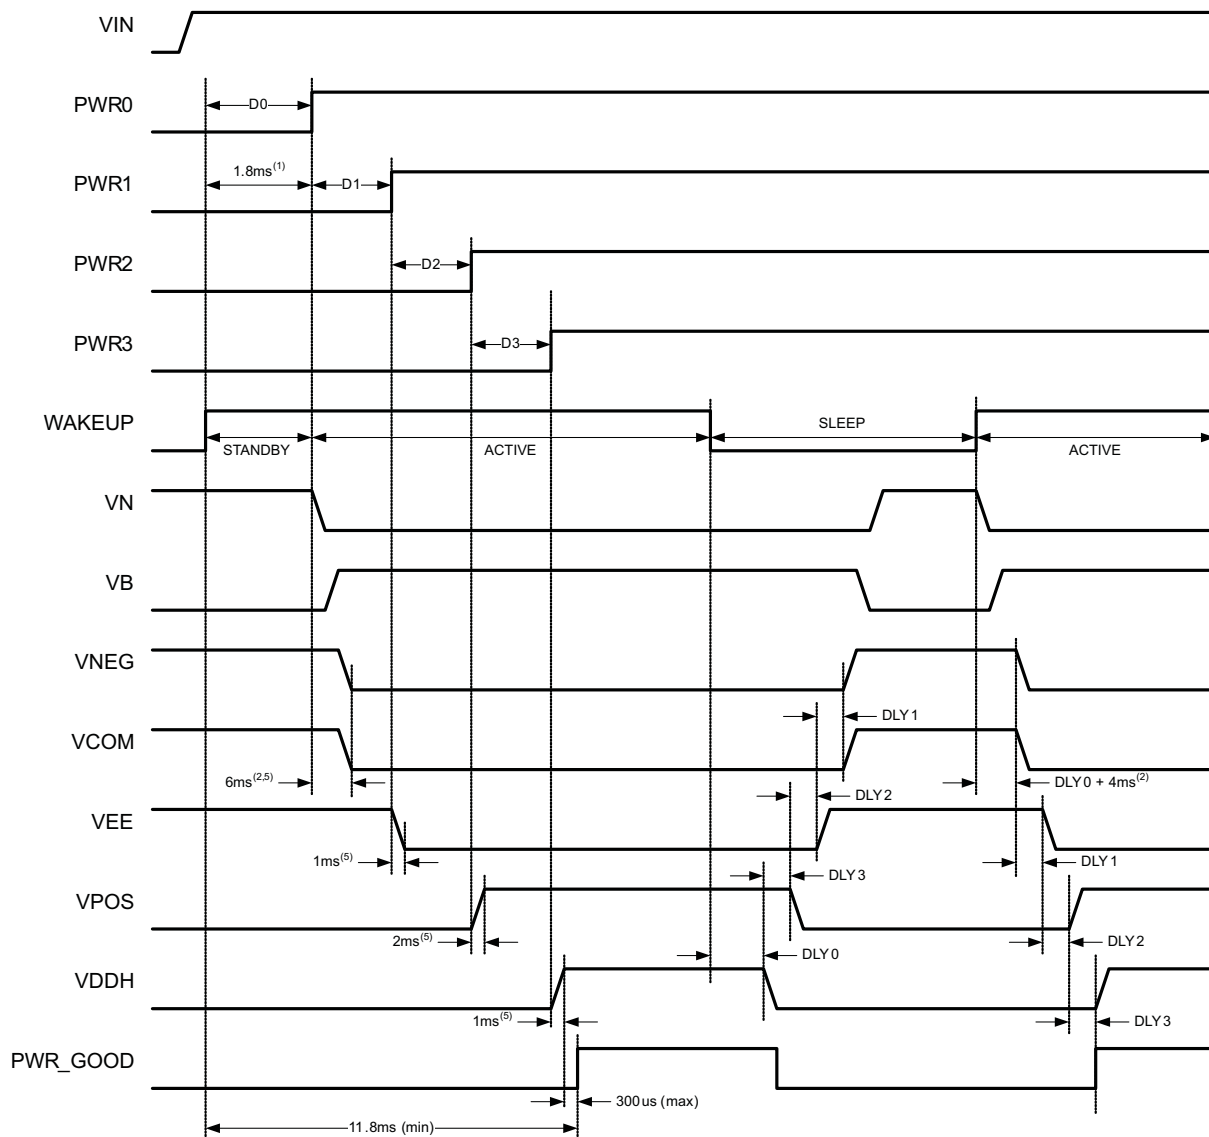 VIN
PWR0
D0
PWR1
1.8ms(1)
D1
PWR2
D2
PWR3
D3
WAKEUP
SLEEP
STANDBY
ACTIVE
ACTIVE
VN
VB
VNEG
DLY1
VCOM
6ms(2,5)
DLY0 + 4ms(2)
DLY2
VEE
1ms(5)
DLY1
DLY3
VPOS
2ms(5)
DLY0
DLY2
VDDH
1ms(5)
DLY3
PWR_GOOD
300us (max)
11.8ms (min)